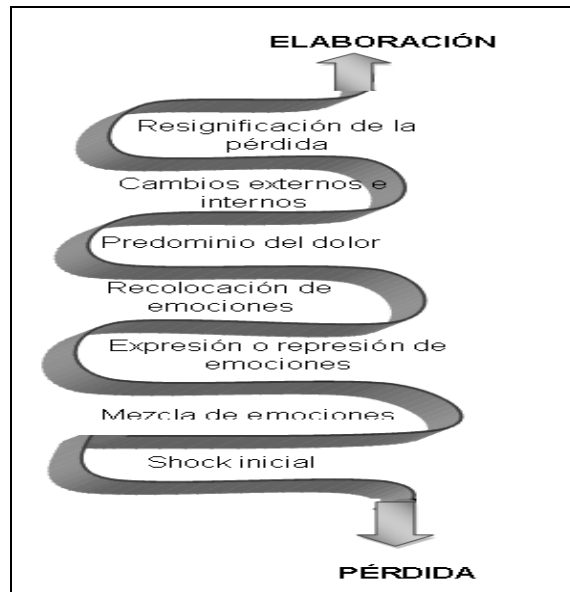 ELABORACIÓN
Resignificación de la
pérdida
Cambios externos e
internos
Predominio del dolor
Recolocación de
emociones
Expresión o represión de
emociones
Mezcla de emociones
Shock inicial
PÉRDIDA